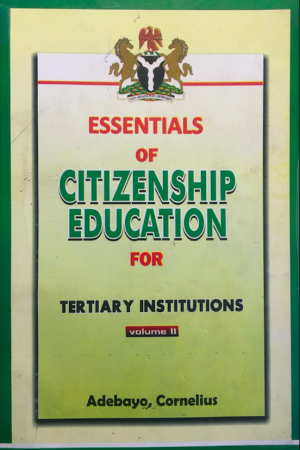 ESSENTIALS
OF
CITIZENSHIP
EDUCATION
FOR
TERTIARY INSTITUTIONS
volume II
Adebayo, Cornelius